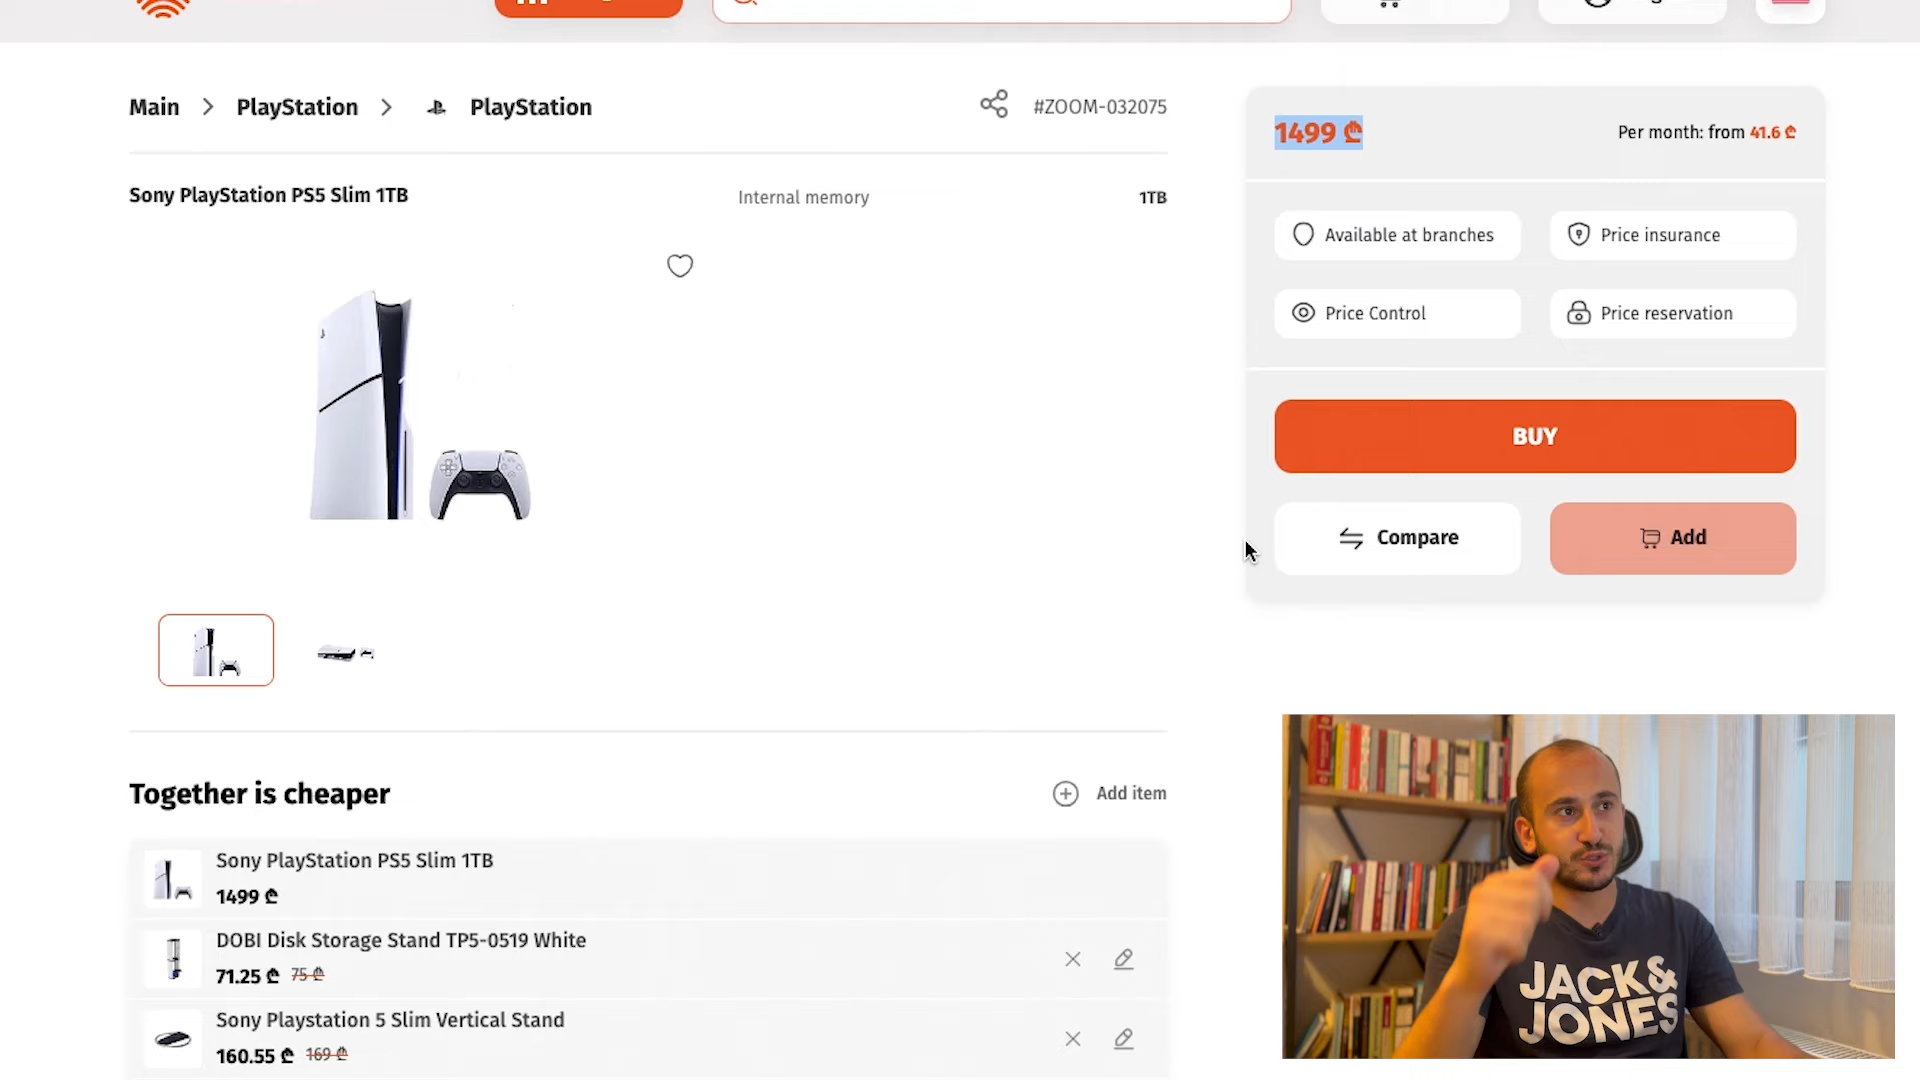 Main > PlayStation > PlayStation
#ZOOM-032075
Sony PlayStation PS5 Slim 1TB
Internal memory
1TB
1499 ₾
Per month: from 41.6 ₾
Available at branches
Price insurance
Price Control
Price reservation
BUY
Compare
Add
Together is cheaper
Add item
Sony PlayStation PS5 Slim 1TB
1499 ₾
DOBI Disk Storage Stand TP5-0519 White
71.25 ₾ 75 ₾
Sony Playstation 5 Slim Vertical Stand
160.55 ₾ 169 ₾
JACK&
JONES